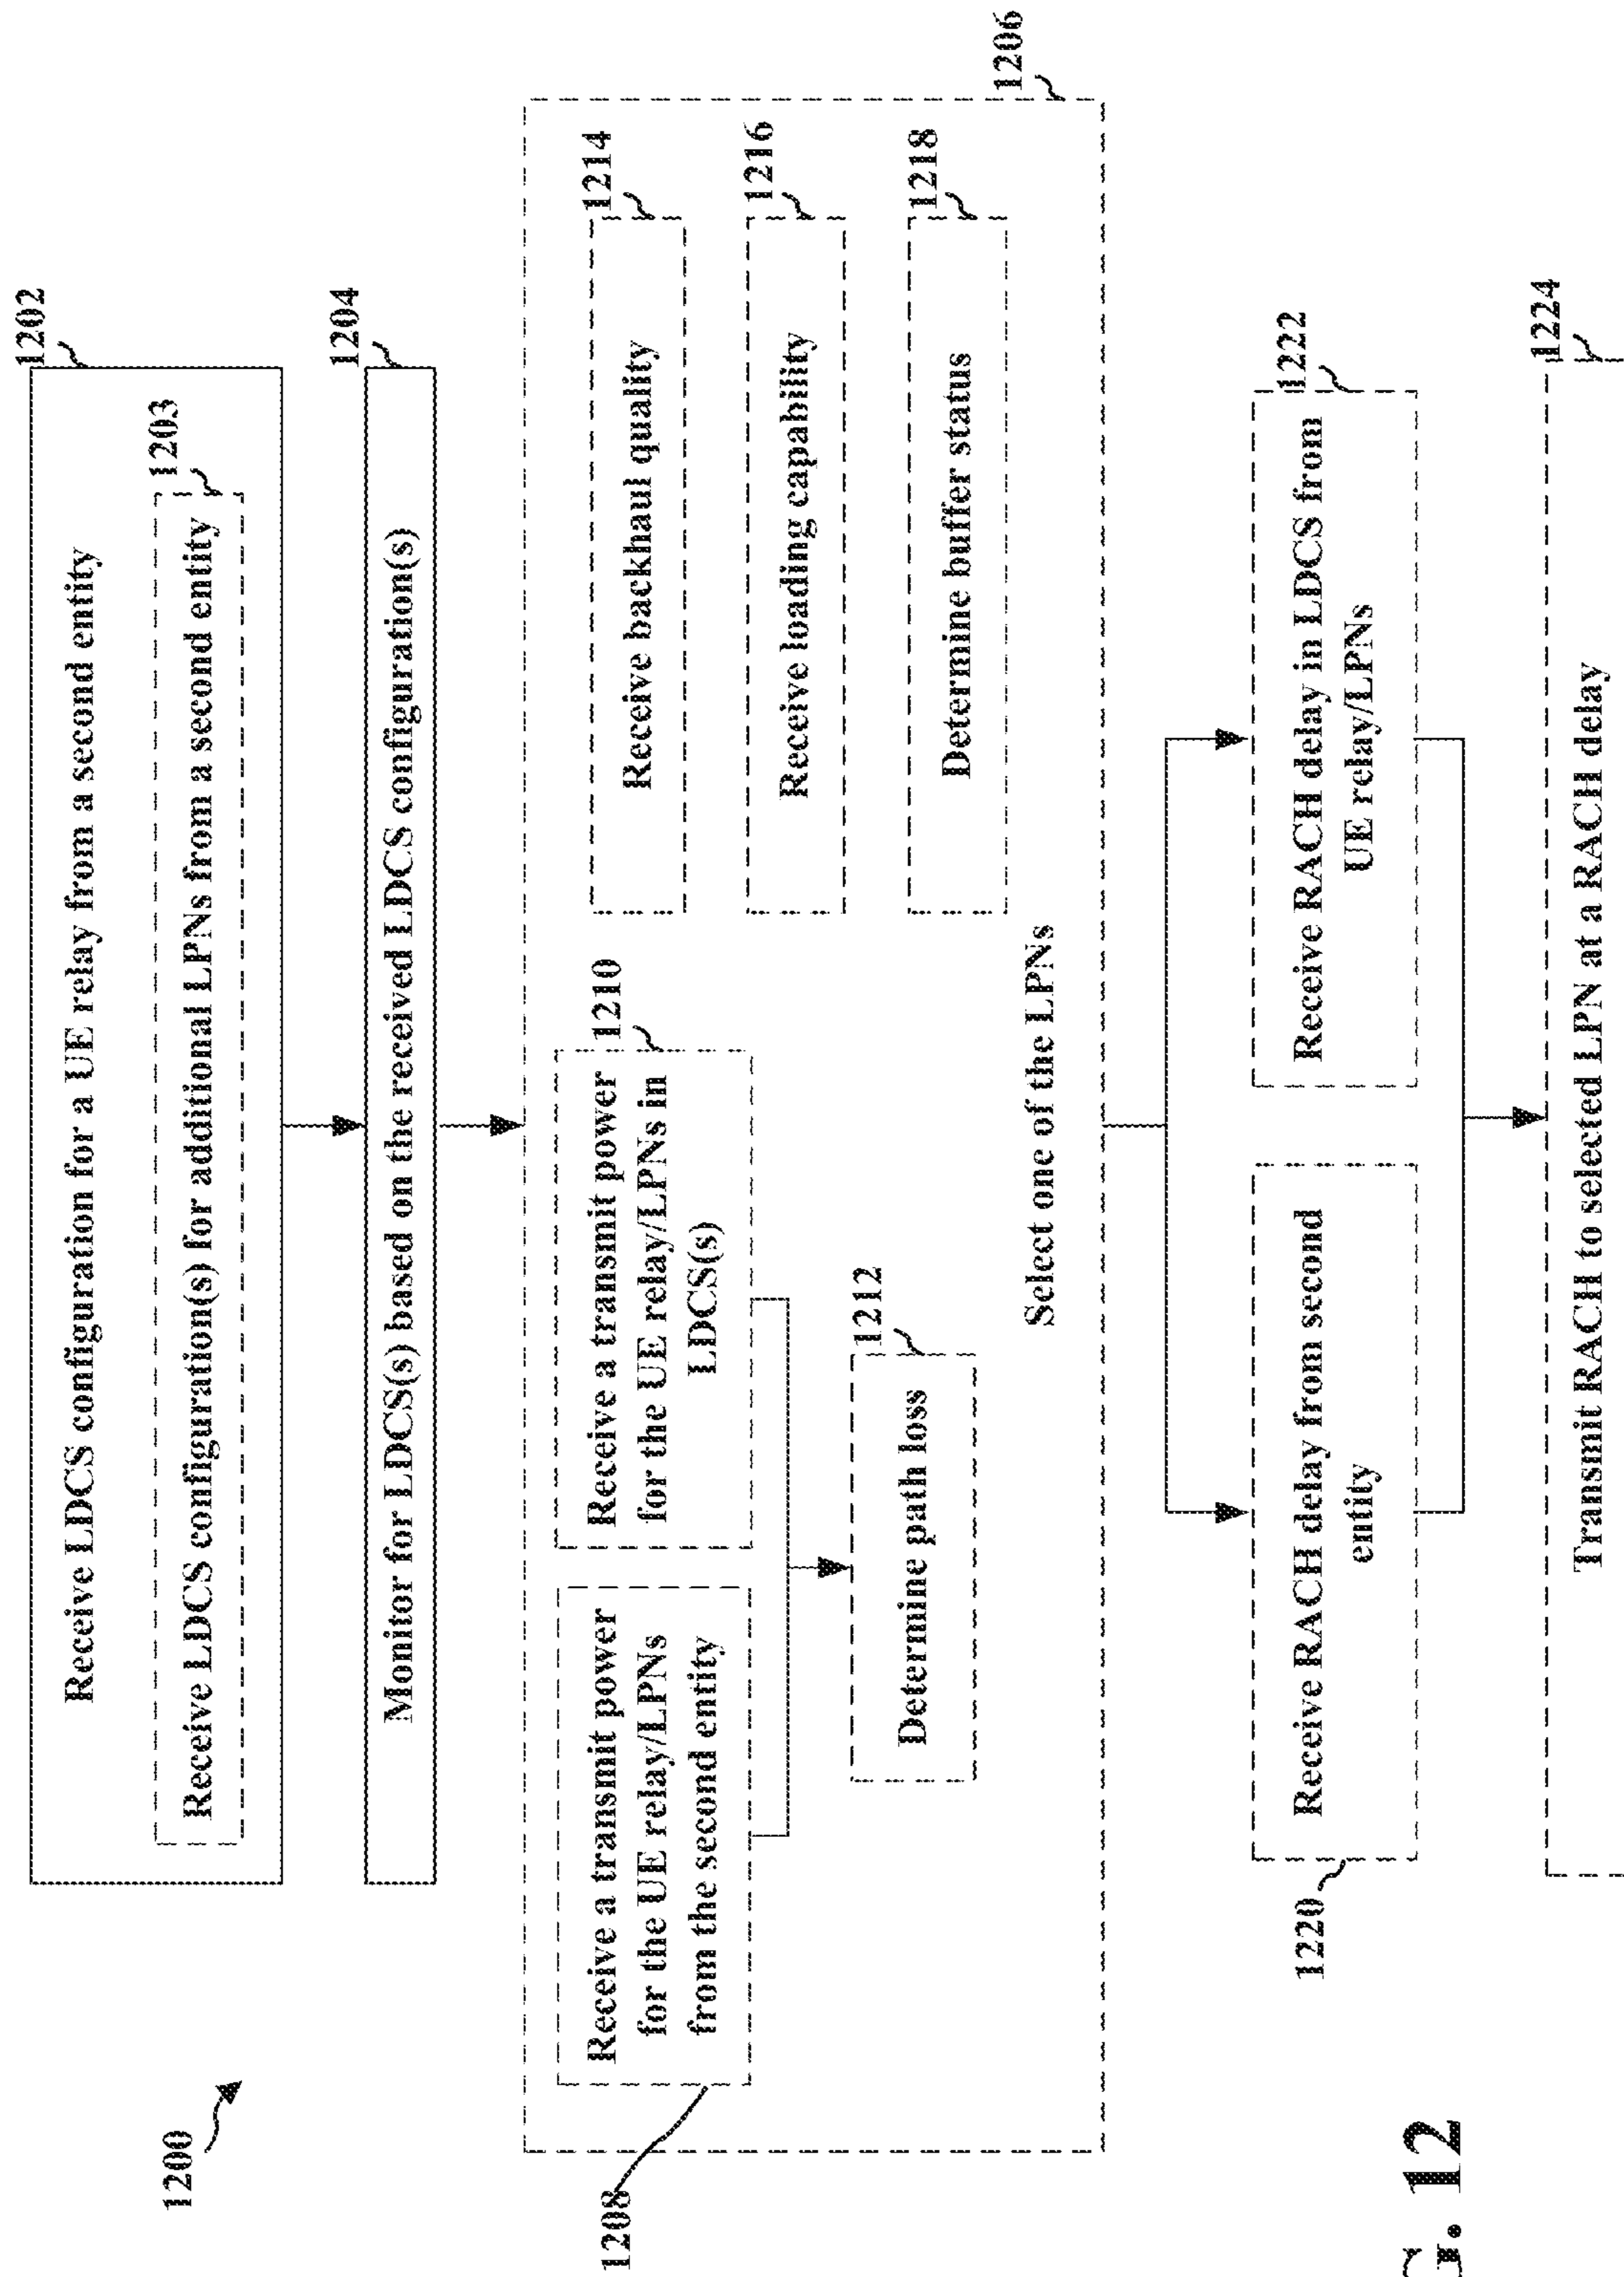 1200
1202
Receive LDCS configuration for a UE relay from a second entity
1203
Receive LDCS configuration(s) for additional LPNs from a second entity
1204
Monitor for LDCS(s) based on the received LDCS configuration(s)
1206
1208
Receive a transmit power
for the UE relay/LPNs
from the second entity
1210
Receive a transmit power
for the UE relay/LPNs in
LDCS(s)
1212
Determine path loss
1214
Receive backhaul quality
1216
Receive loading capability
1218
Determine buffer status
Select one of the LPNs
1220
Receive RACH delay from second
entity
1222
Receive RACH delay in LDCS from
UE relay/LPNs
1224
Transmit RACH to selected LPN at a RACH delay
12